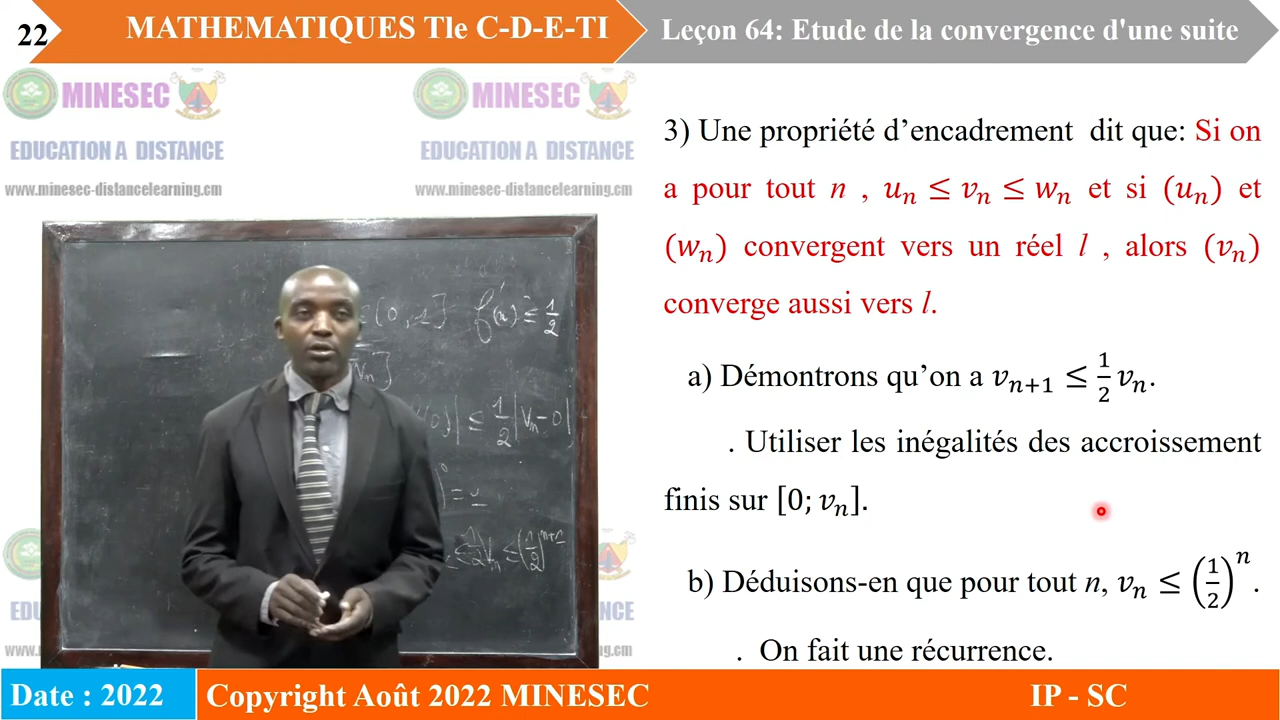 22
MATHEMATIQUES Tle C-D-E-TI
Leçon 64: Etude de la convergence d'une suite
MINESEC
MINESEC
EDUCATION A DISTANCE
EDUCATION A DISTANCE
www.minesec-distancelearning.cm
www.minesec-distancelearning.cm
3) Une propriété d’encadrement dit que: Si on
a pour tout n , uₙ ≤ vₙ ≤ wₙ et si (uₙ) et
(wₙ) convergent vers un réel l , alors (vₙ)
converge aussi vers l.
a) Démontrons qu’on a vₙ₊₁ ≤ 1/2 vₙ.
. Utiliser les inégalités des accroissement
finis sur [0; vₙ].
b) Déduisons-en que pour tout n, vₙ ≤ (1/2)ⁿ.
. On fait une récurrence.
Date : 2022
Copyright Août 2022 MINESEC
IP - SC